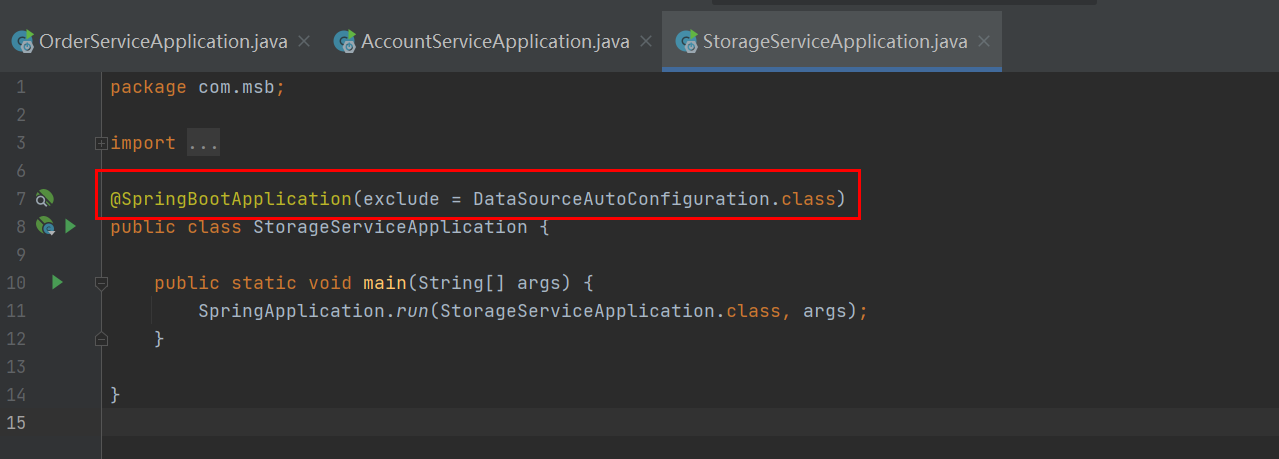 OrderServiceApplication.java × AccountServiceApplication.java × StorageServiceApplication.java ×
1 package com.msb;
2
3 import ...
6
7 @SpringBootApplication(exclude = DataSourceAutoConfiguration.class)
8 public class StorageServiceApplication {
9
10 public static void main(String[] args) {
11 SpringApplication.run(StorageServiceApplication.class, args);
12 }
13
14 }
15